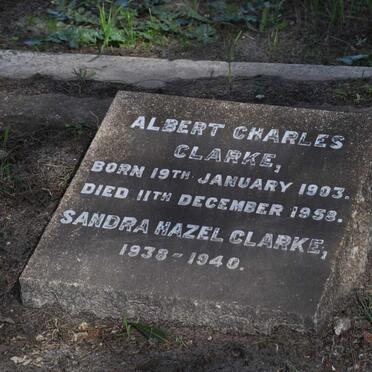 ALBERT CHARLES
CLARKE,
BORN 19TH JANUARY 1903.
DIED 11TH DECEMBER 1958.
SANDRA HAZEL CLARKE,
1938 - 1940.